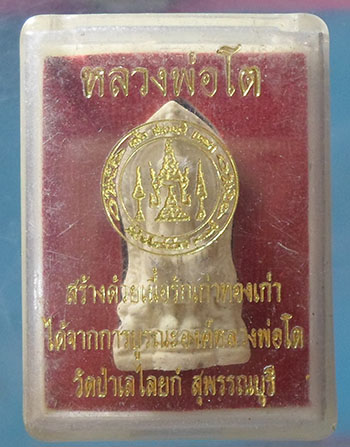 หลวงพ่อโต
สร้างด้วยเนื้อรักเก่าทองเก่า
ได้จากการบูรณะองค์หลวงพ่อโต
วัดป่าเลไลยก์ สุพรรณบุรี